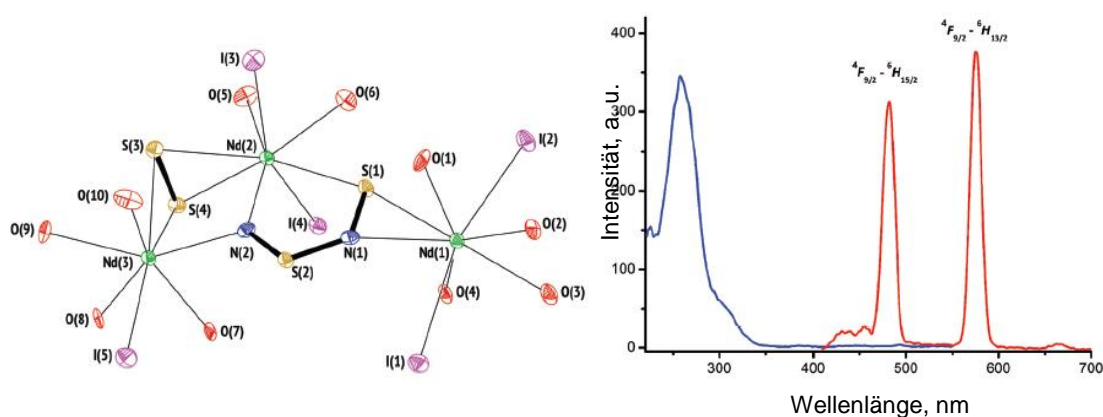 I(3)
O(5)
O(6)
S(3)
Nd(2)
I(2)
S(1)
O(1)
O(10)
S(4)
O(9)
I(4)
O(2)
N(2)
N(1)
Nd(1)
Nd(3)
S(2)
O(4)
O(3)
O(8)
O(7)
I(5)
I(1)
Intensität, a.u.
400
300
200
100
0
⁴F₉/₂ - ⁶H₁₅/₂
⁴F₉/₂ - ⁶H₁₃/₂
300 400 500 600 700
Wellenlänge, nm